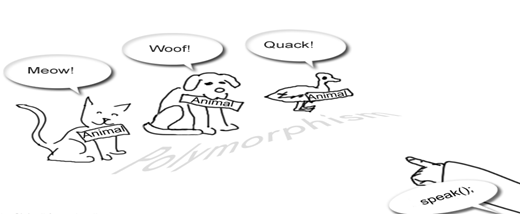 Meow!
Woof!
Quack!
Animal
Animal
Animal
Polymorphism
speak();